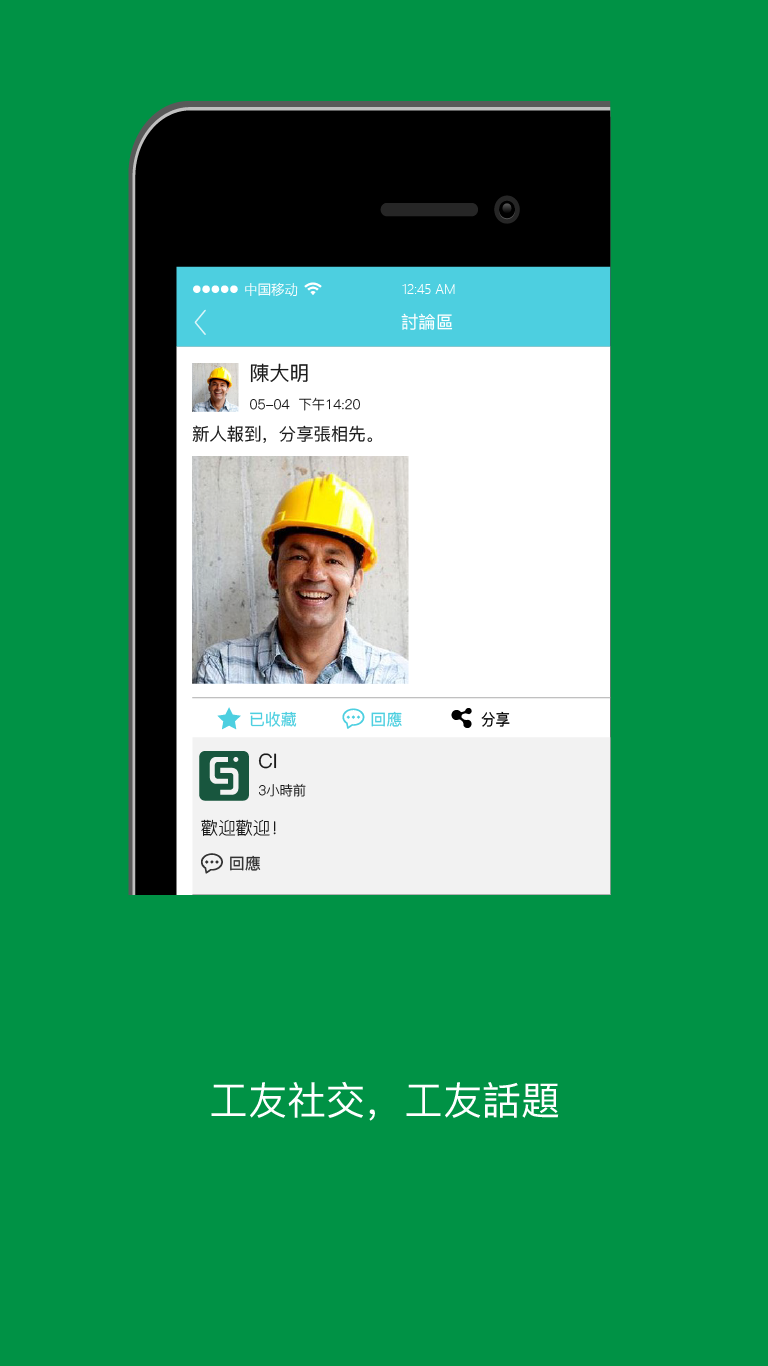 中国移动 12:45 AM
討論區
陳大明
05-04 下午14:20
新人報到，分享張相先。
已收藏 回應 分享
CI
3小時前
歡迎歡迎！
回應
工友社交，工友話題